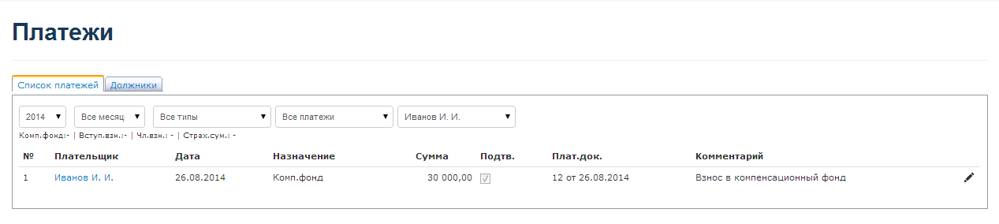 Платежи
Список платежей Должники
2014 Все месяц Все типы Все платежи Иванов И. И.
Комп.фонд:- | Вступ.взн.:- | Чл.взн.: - | Страх.сум.: -
№ Плательщик Дата Назначение Сумма Подтв. Плат.док. Комментарий
1 Иванов И. И. 26.08.2014 Комп.фонд 30 000,00 12 от 26.08.2014 Взнос в компенсационный фонд